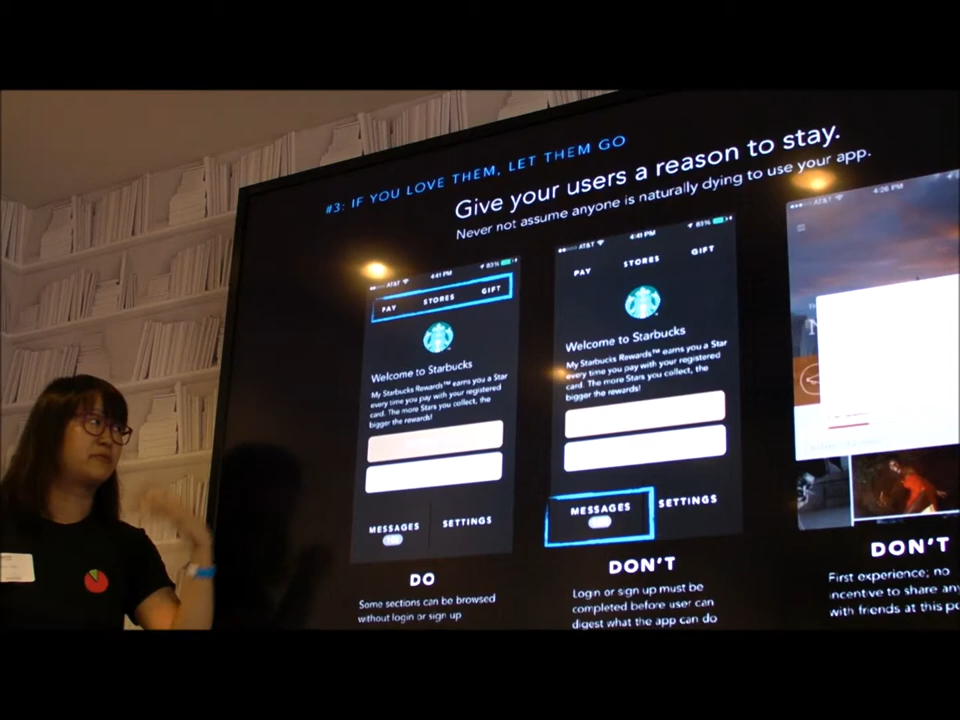 #3: IF YOU LOVE THEM, LET THEM GO
Give your users a reason to stay.
Never not assume anyone is naturally dying to use your app.
AT&T
4:41 PM
83%
PAY
STORES
GIFT
Welcome to Starbucks
My Starbucks Rewards™ earns you a Star
every time you pay with your registered
card. The more Stars you collect, the
bigger the rewards!
MESSAGES
SETTINGS
DO
Some sections can be browsed
without login or sign up
AT&T
4:41 PM
83%
PAY
STORES
GIFT
Welcome to Starbucks
My Starbucks Rewards™ earns you a Star
every time you pay with your registered
card. The more Stars you collect, the
bigger the rewards!
MESSAGES
SETTINGS
DON'T
Login or sign up must be
completed before user can
digest what the app can do
AT&T
4:26 PM
DON'T
First experience; no
incentive to share any
with friends at this po